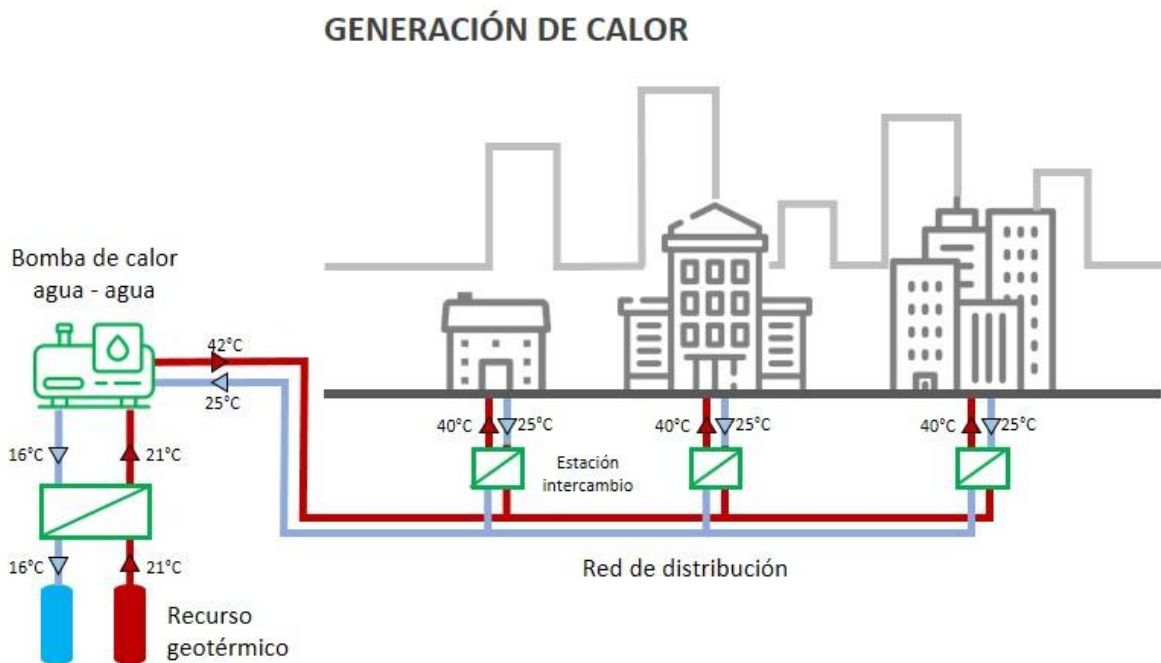 GENERACIÓN DE CALOR
Bomba de calor
agua - agua
42°C
25°C
16°C
21°C
16°C
21°C
40°C
25°C
40°C
25°C
40°C
25°C
Estación
intercambio
Red de distribución
Recurso
geotérmico